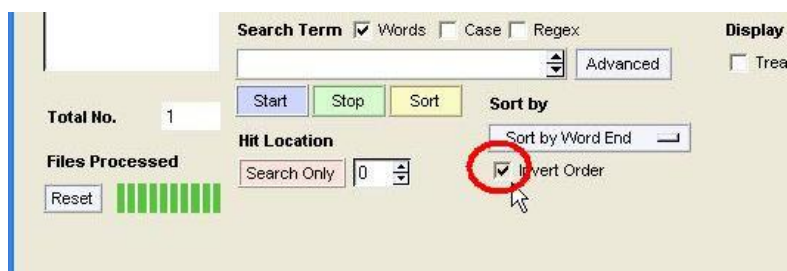 Search Term Words Case Regex
Display
Advanced
Trea
Start Stop Sort
Sort by
Total No. 1
Hit Location
Sort by Word End
Files Processed
Search Only 0
Invert Order
Reset